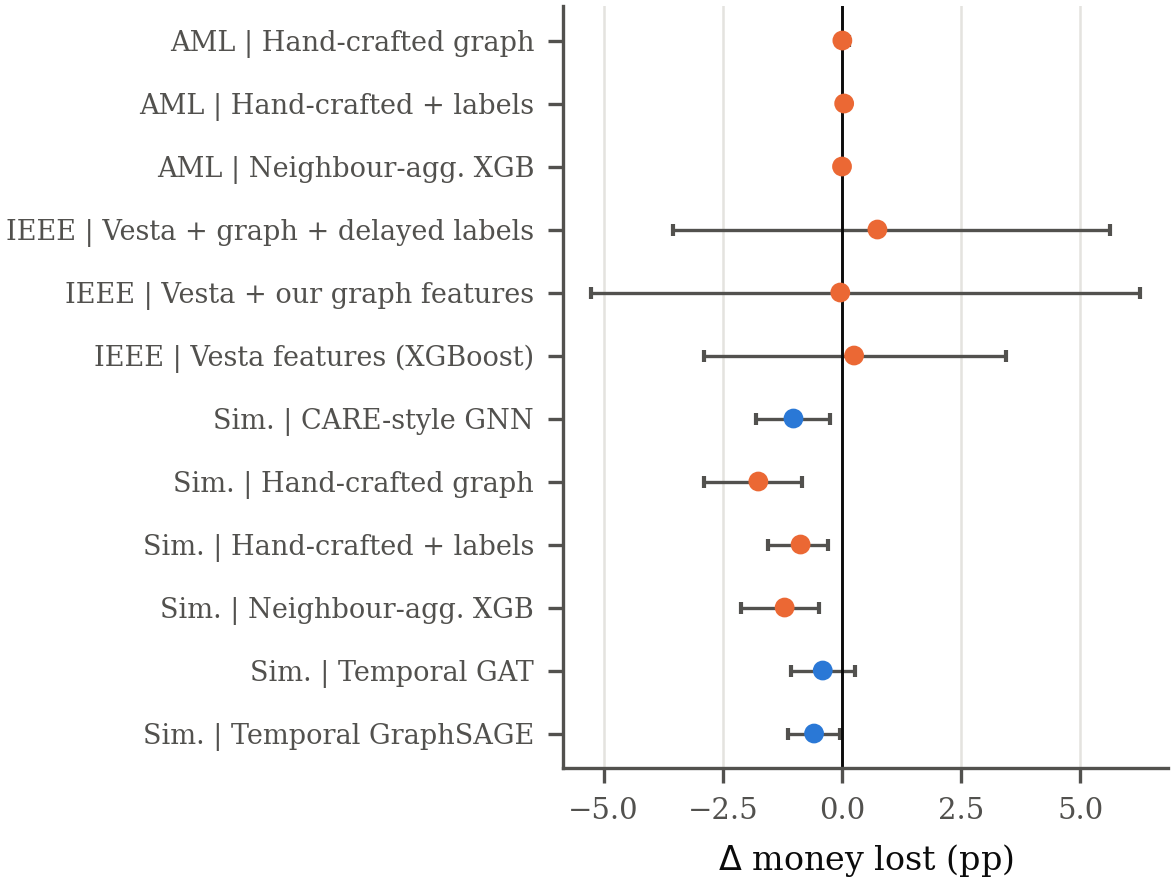 AML | Hand-crafted graph
AML | Hand-crafted + labels
AML | Neighbour-agg. XGB
IEEE | Vesta + graph + delayed labels
IEEE | Vesta + our graph features
IEEE | Vesta features (XGBoost)
Sim. | CARE-style GNN
Sim. | Hand-crafted graph
Sim. | Hand-crafted + labels
Sim. | Neighbour-agg. XGB
Sim. | Temporal GAT
Sim. | Temporal GraphSAGE
−5.0 −2.5 0.0 2.5 5.0
Δ money lost (pp)